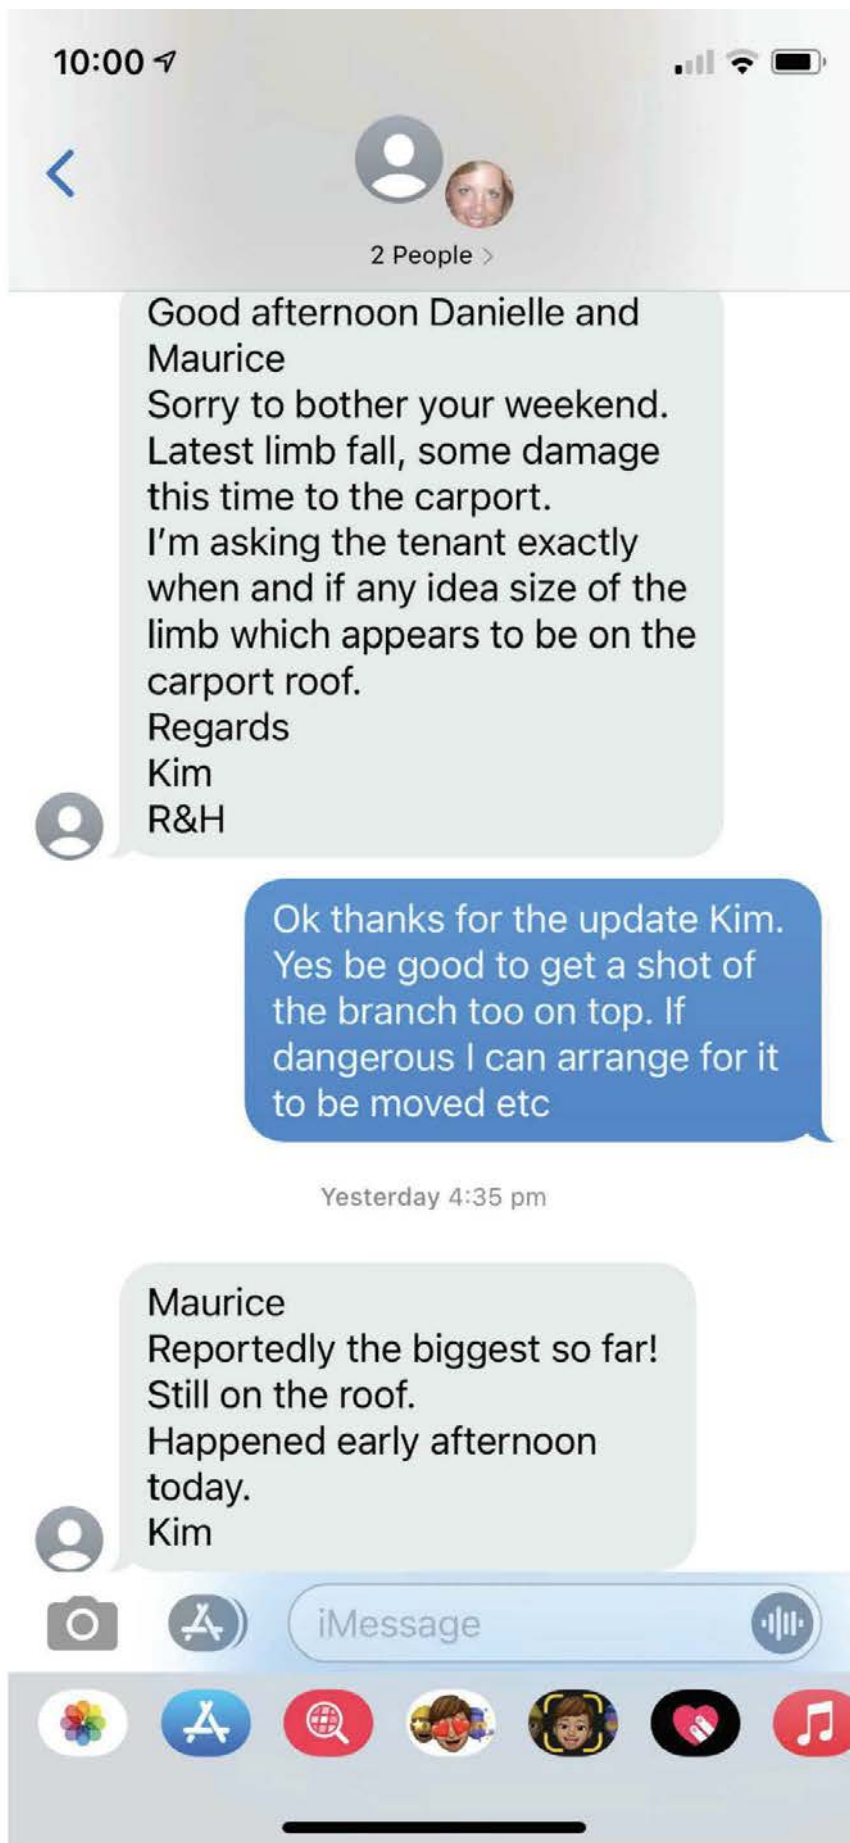 10:00
2 People >
Good afternoon Danielle and
Maurice
Sorry to bother your weekend.
Latest limb fall, some damage
this time to the carport.
I'm asking the tenant exactly
when and if any idea size of the
limb which appears to be on the
carport roof.
Regards
Kim
R&H
Ok thanks for the update Kim.
Yes be good to get a shot of
the branch too on top. If
dangerous I can arrange for it
to be moved etc
Yesterday 4:35 pm
Maurice
Reportedly the biggest so far!
Still on the roof.
Happened early afternoon
today.
Kim
iMessage